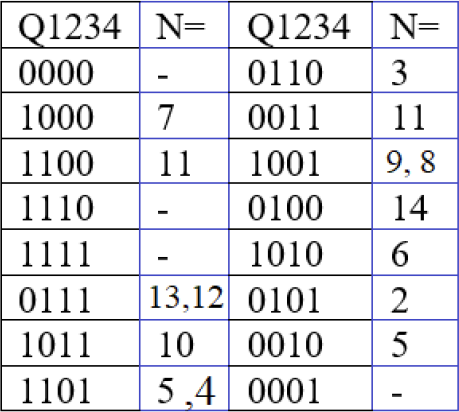 Q1234 N= Q1234 N=
0000 - 0110 3
1000 7 0011 11
1100 11 1001 9, 8
1110 - 0100 14
1111 - 1010 6
0111 13,12 0101 2
1011 10 0010 5
1101 5 ,4 0001 -